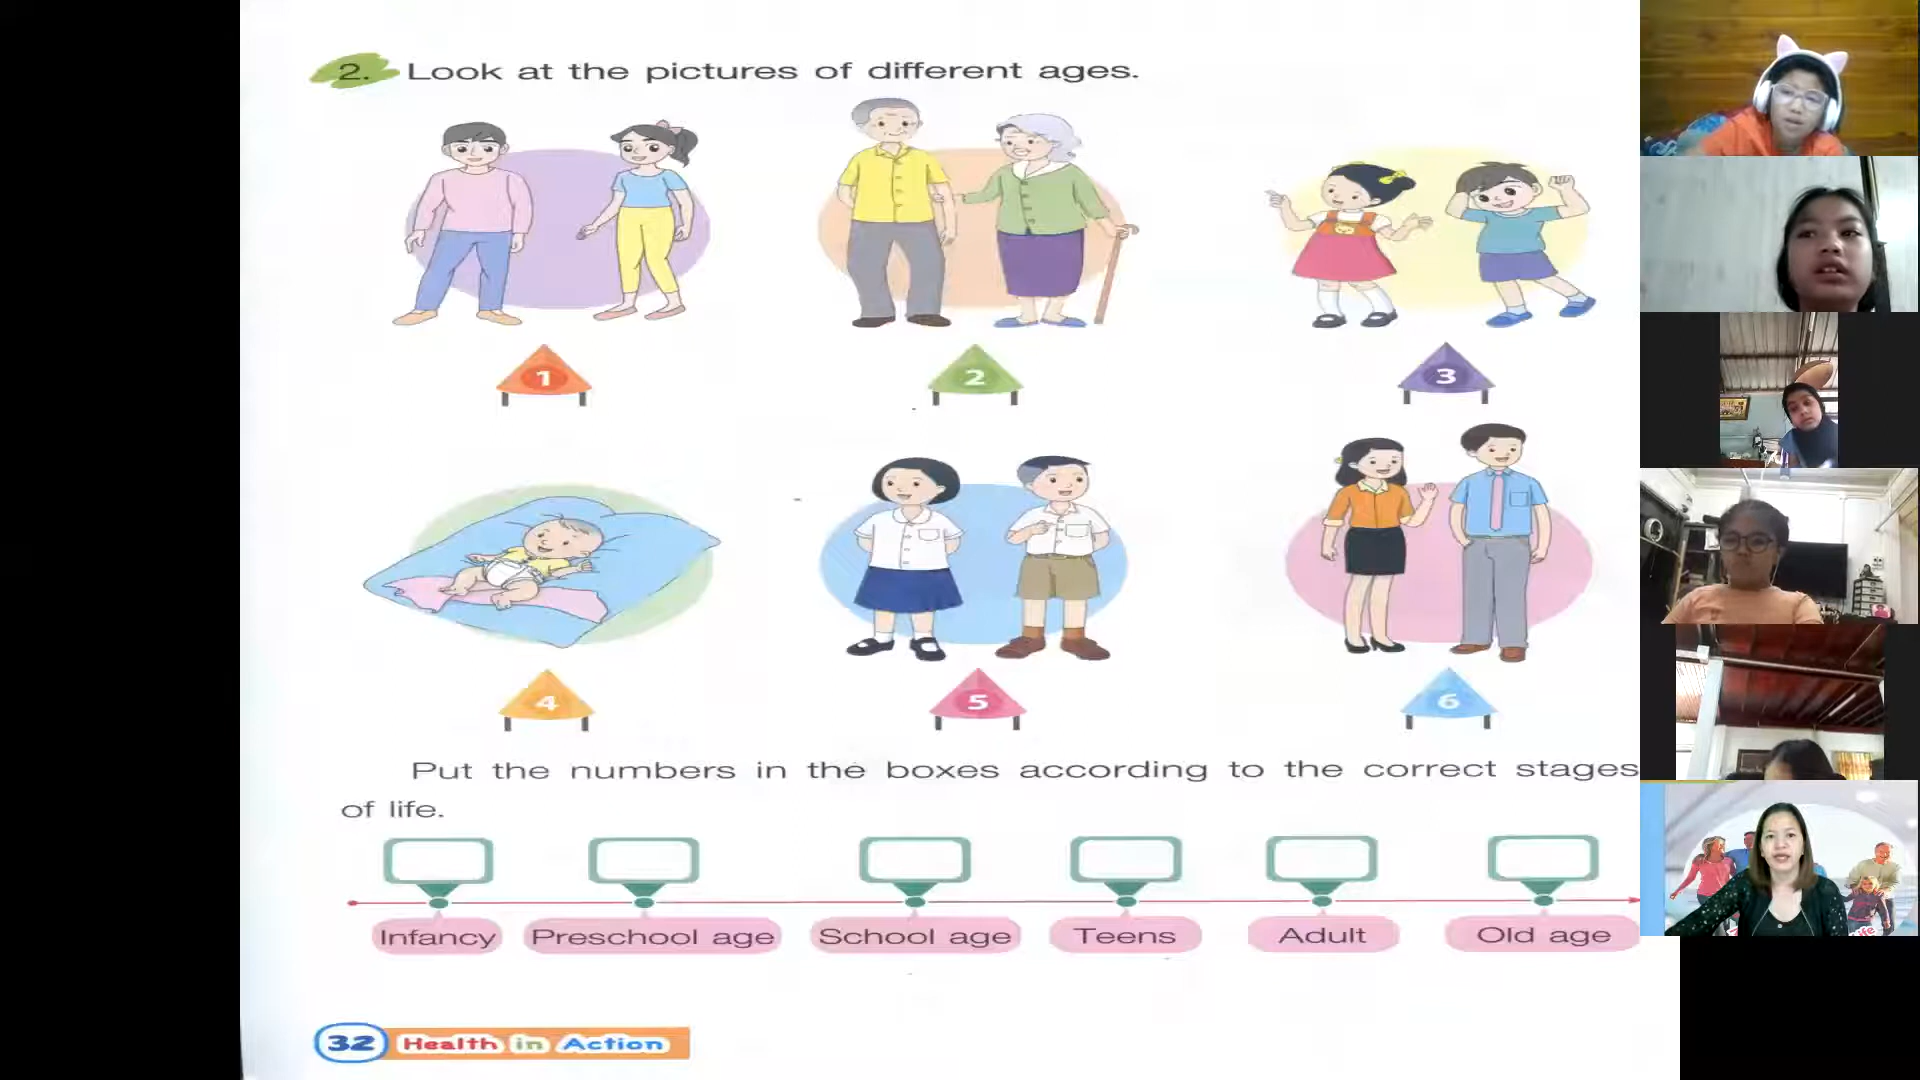 2. Look at the pictures of different ages.
1 2 3
4 5 6
Put the numbers in the boxes according to the correct stages
of life.
Infancy Preschool age School age Teens Adult Old age
32 Health in Action